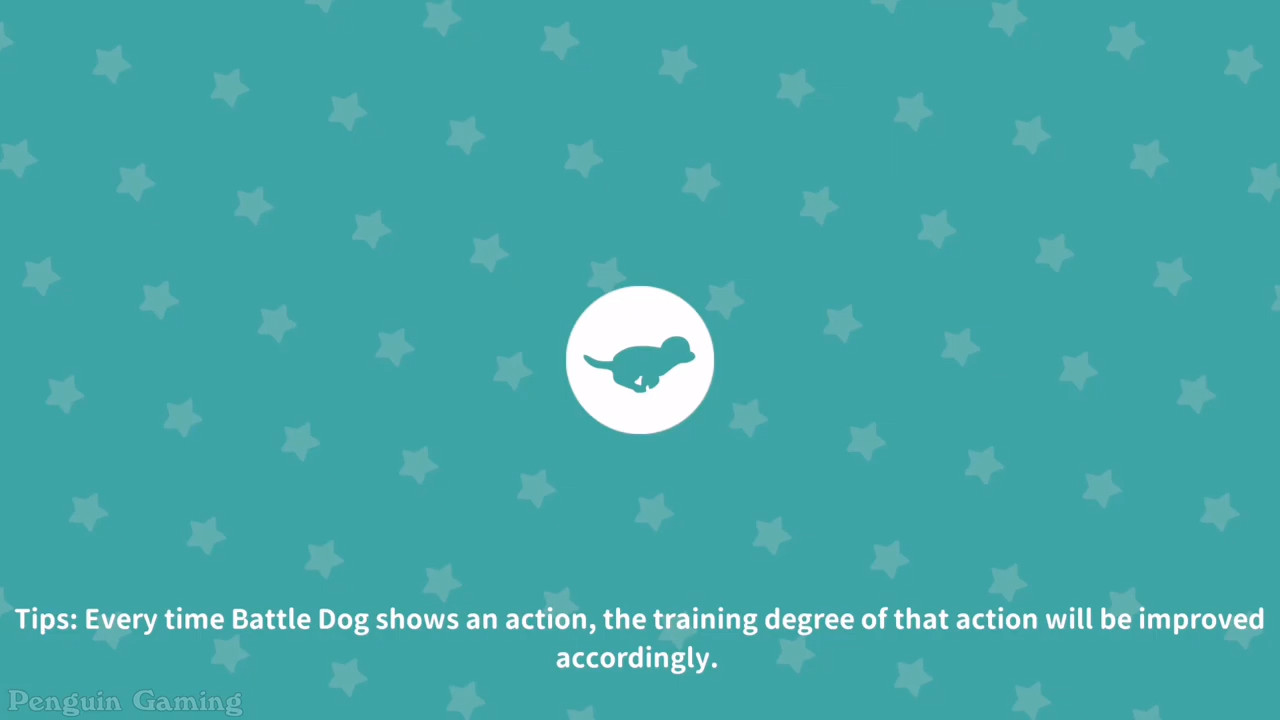 Tips: Every time Battle Dog shows an action, the training degree of that action will be improved
accordingly.
Penguin Gaming